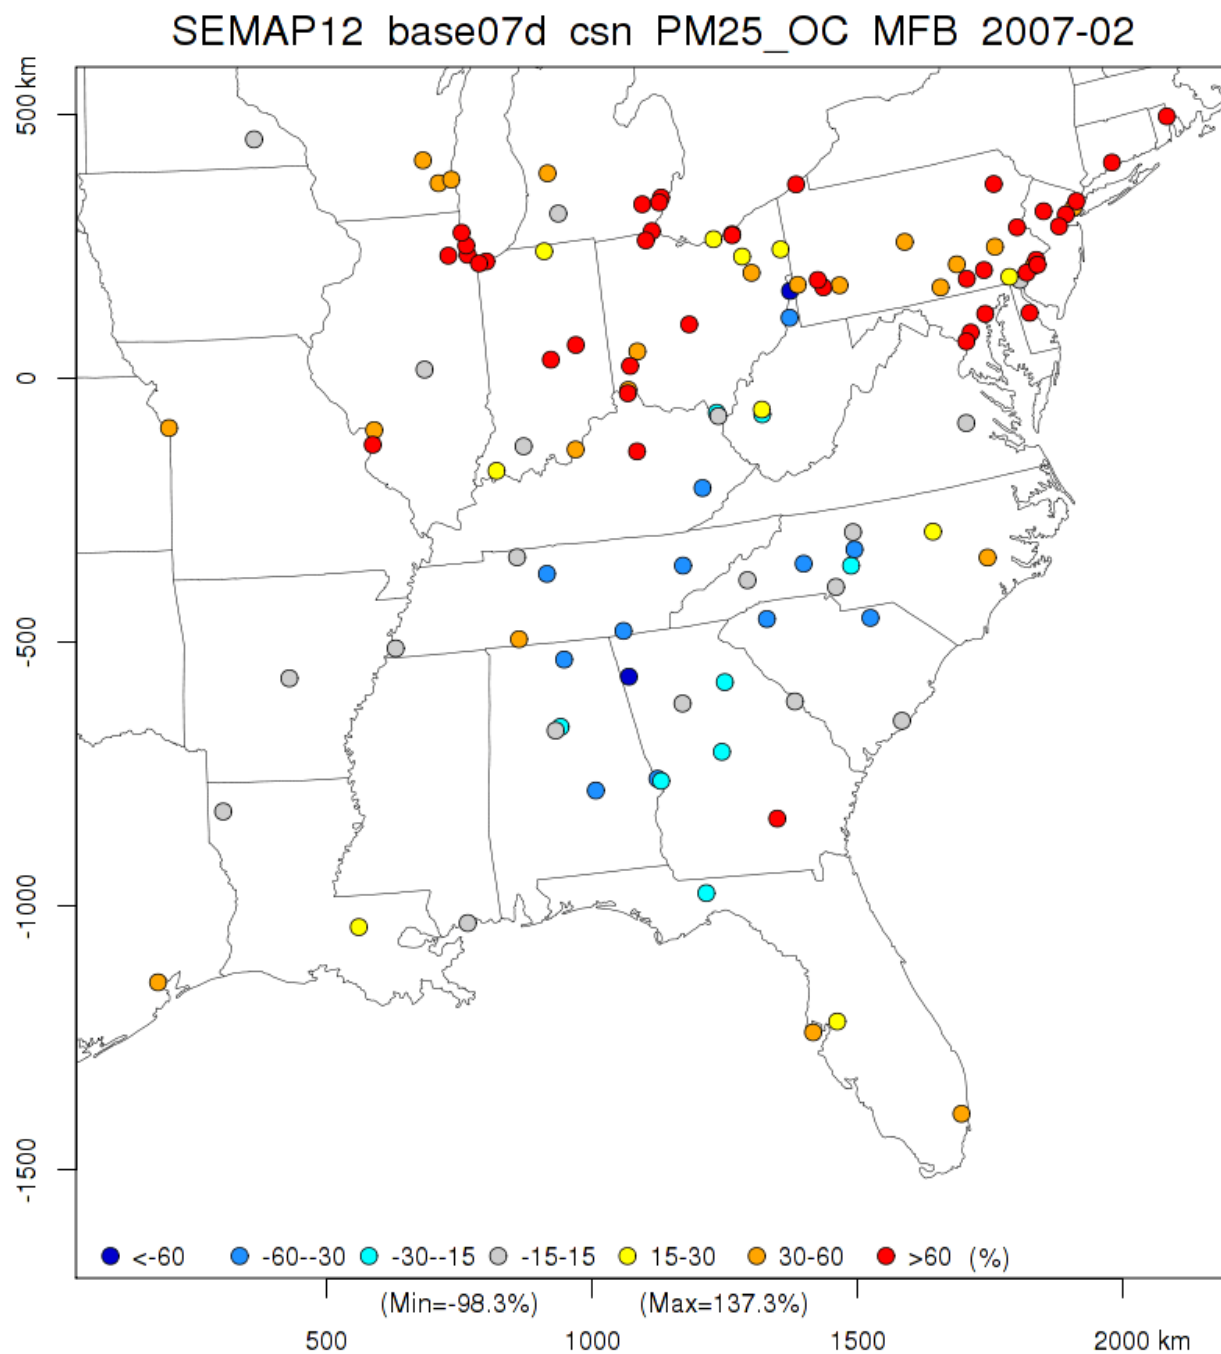 SEMAP12 base07d csn PM25_OC MFB 2007-02
500 km
0
-500
-1000
-1500
<-60 -60--30 -30--15 -15-15 15-30 30-60 >60 (%)
(Min=-98.3%) (Max=137.3%)
500 1000 1500 2000 km